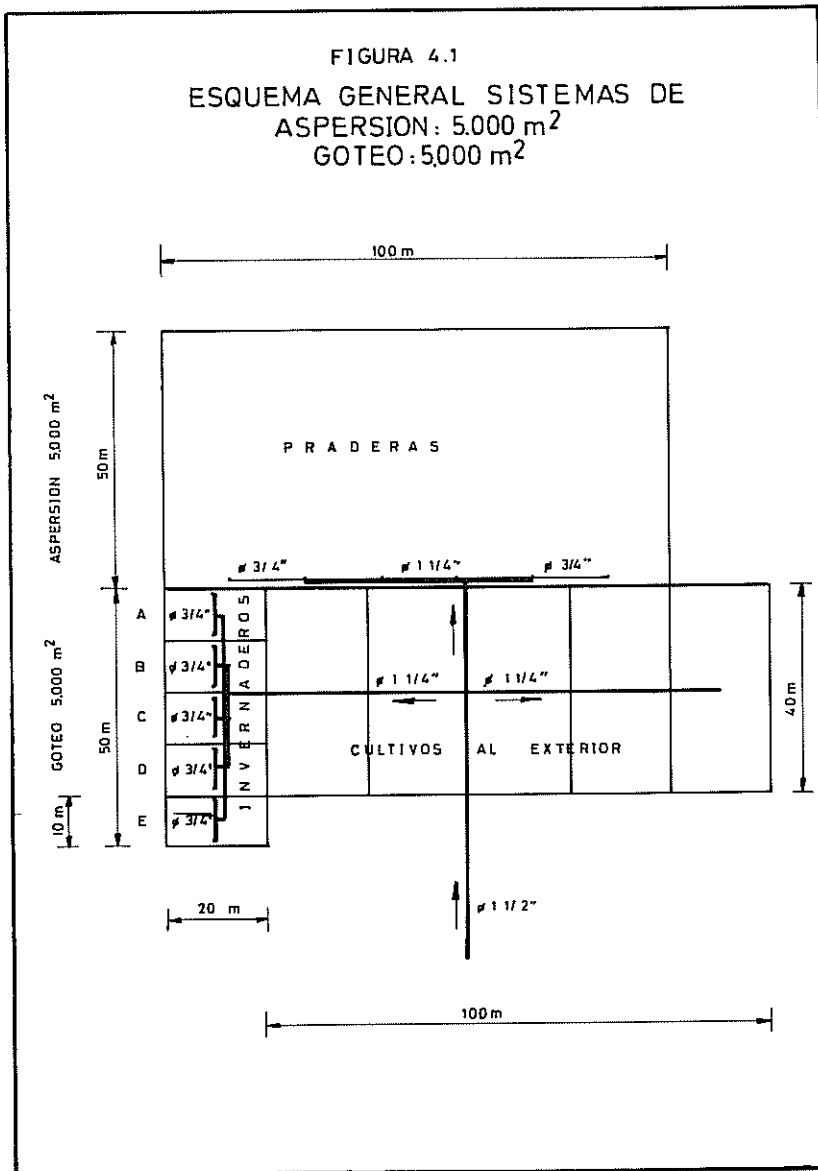 FIGURA 4.1
ESQUEMA GENERAL SISTEMAS DE
ASPERSION: 5.000 m²
GOTEO: 5,000 m²
100 m
ASPERSION 5,000 m²
50 m
PRADERAS
ø 3/4" ø 1 1/4" ø 3/4"
GOTEO 5,000 m²
50 m
10 m
A ø 3/4"
B ø 3/4"
C ø 3/4"
D ø 3/4"
E ø 3/4"
INVERNADEROS
ø 1 1/4" ø 1 1/4"
CULTIVOS AL EXTERIOR
40 m
20 m
ø 1 1/2"
100 m